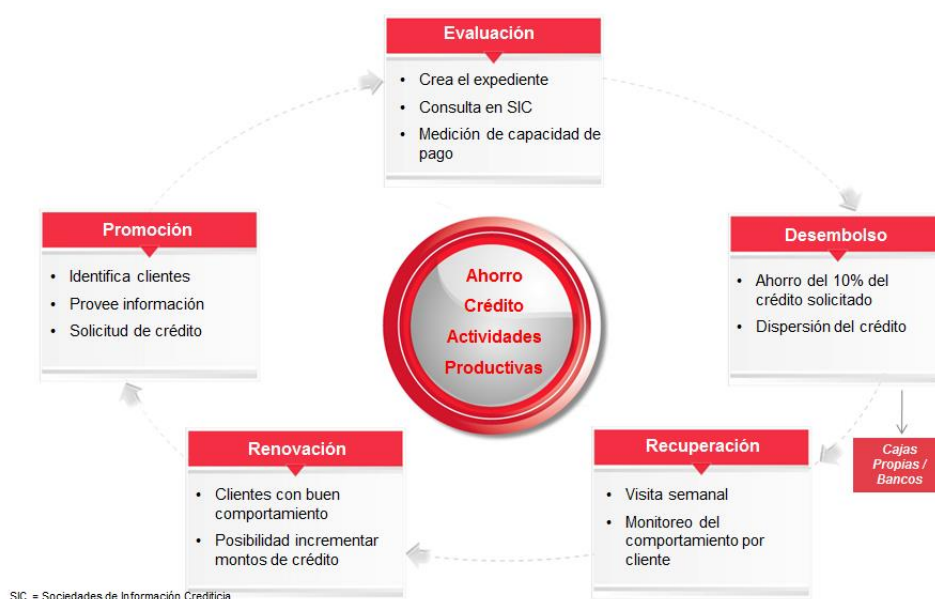 Evaluación
• Crea el expediente
• Consulta en SIC
• Medición de capacidad de
pago
Promoción
• Identifica clientes
• Provee información
• Solicitud de crédito
Ahorro
Crédito
Actividades
Productivas
Desembolso
• Ahorro del 10% del
crédito solicitado
• Dispersión del crédito
Cajas
Propias /
Bancos
Recuperación
• Visita semanal
• Monitoreo del
comportamiento por
cliente
Renovación
• Clientes con buen
comportamiento
• Posibilidad incrementar
montos de crédito
SIC = Sociedades de Información Crediticia